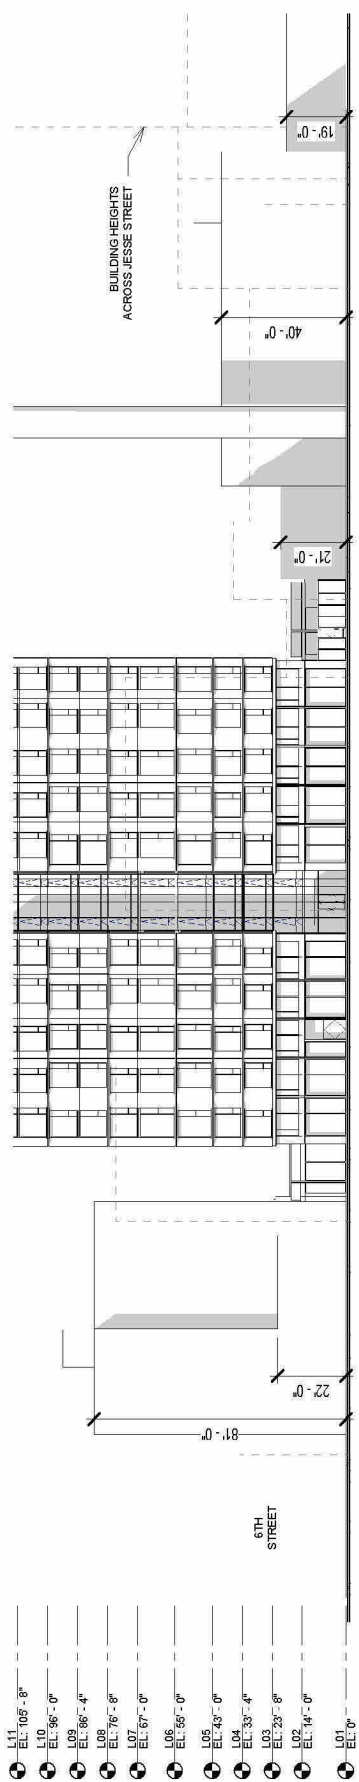 BUILDING HEIGHTS
ACROSS JESSE STREET
19' - 0"
40' - 0"
21' - 0"
22' - 0"
81' - 0"
6TH
STREET
L11
EL: 105' - 8"
L10
EL: 96' - 0"
L09
EL: 86' - 4"
L08
EL: 76' - 8"
L07
EL: 67' - 0"
L06
EL: 55' - 0"
L05
EL: 43' - 0"
L04
EL: 33' - 4"
L03
EL: 23' - 8"
L02
EL: 14' - 0"
L01
EL: 0"